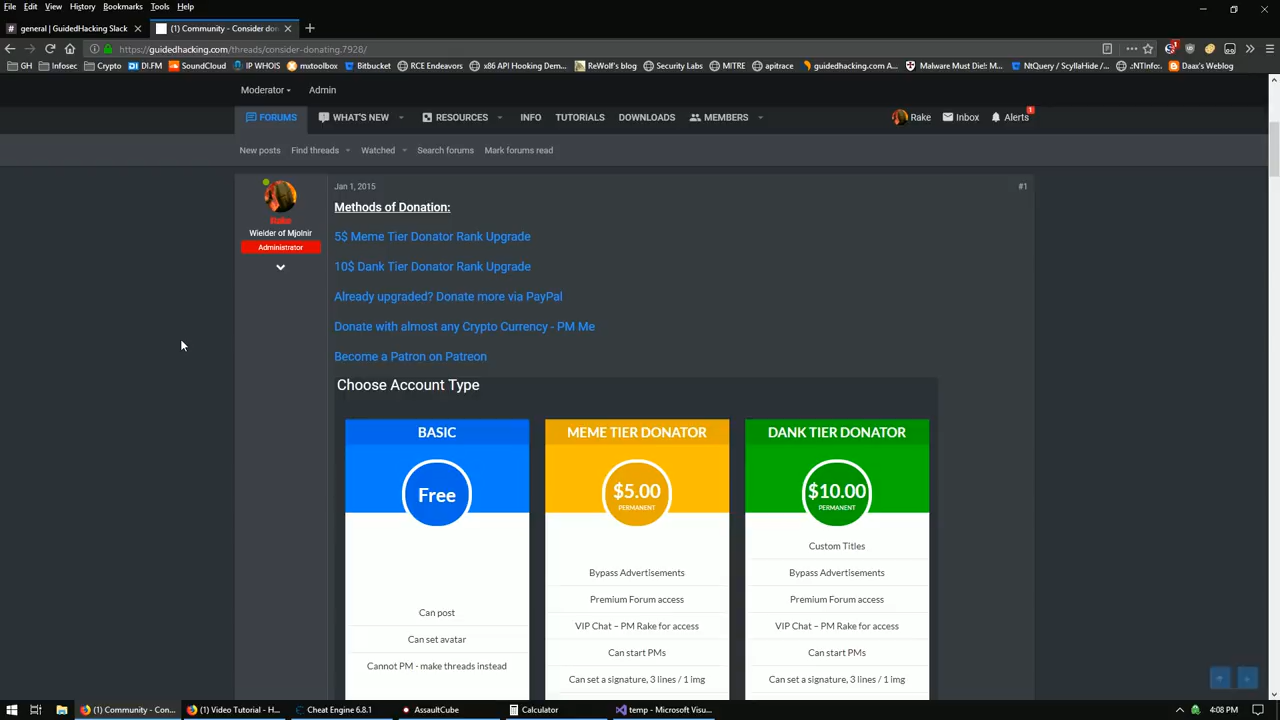 File Edit View History Bookmarks Tools Help
general | GuidedHacking Slack
(1) Community - Consider don
https://guidedhacking.com/threads/consider-donating.7928/
GH Infosec Crypto DI.FM SoundCloud IP WHOIS mxtoolbox Bitbucket RCE Endeavors x86 API Hooking Dem... ReWolf's blog Security Labs MITRE apitrace guidedhacking.com A... Malware Must Die!: M... NtQuery / ScyllaHide /... .:NTInfo:. Daax's Weblog
Moderator Admin
FORUMS WHAT'S NEW RESOURCES INFO TUTORIALS DOWNLOADS MEMBERS Rake Inbox Alerts 1
New posts Find threads Watched Search forums Mark forums read
Jan 1, 2015 #1
Rake
Wielder of Mjolnir
Administrator
Methods of Donation:
5$ Meme Tier Donator Rank Upgrade
10$ Dank Tier Donator Rank Upgrade
Already upgraded? Donate more via PayPal
Donate with almost any Crypto Currency - PM Me
Become a Patron on Patreon
Choose Account Type
BASIC
Free
Can post
Can set avatar
Cannot PM - make threads instead
MEME TIER DONATOR
$5.00
PERMANENT
Bypass Advertisements
Premium Forum access
VIP Chat – PM Rake for access
Can start PMs
Can set a signature, 3 lines / 1 img
DANK TIER DONATOR
$10.00
PERMANENT
Custom Titles
Bypass Advertisements
Premium Forum access
VIP Chat – PM Rake for access
Can start PMs
Can set a signature, 3 lines / 1 img
(1) Community - Con... (1) Video Tutorial - H... Cheat Engine 6.8.1 AssaultCube Calculator temp - Microsoft Visu... 4:08 PM